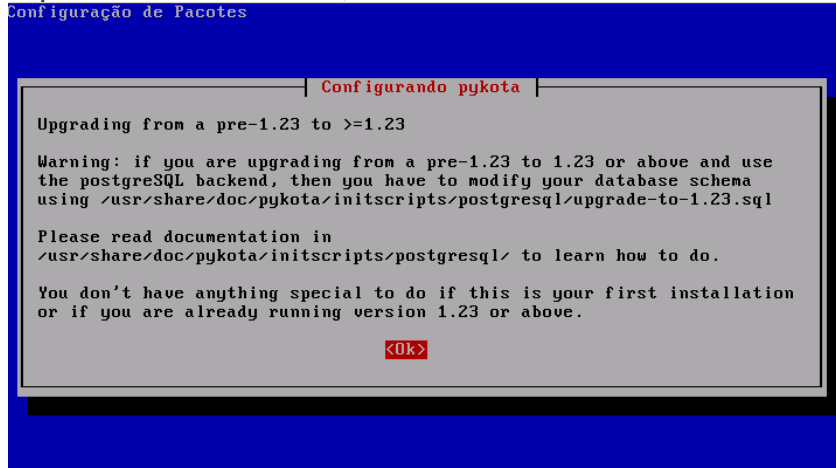 Configuração de Pacotes
Configurando pykota
Upgrading from a pre-1.23 to >=1.23
Warning: if you are upgrading from a pre-1.23 to 1.23 or above and use
the postgreSQL backend, then you have to modify your database schema
using /usr/share/doc/pykota/initscripts/postgresql/upgrade-to-1.23.sql
Please read documentation in
/usr/share/doc/pykota/initscripts/postgresql/ to learn how to do.
You don't have anything special to do if this is your first installation
or if you are already running version 1.23 or above.
<Ok>